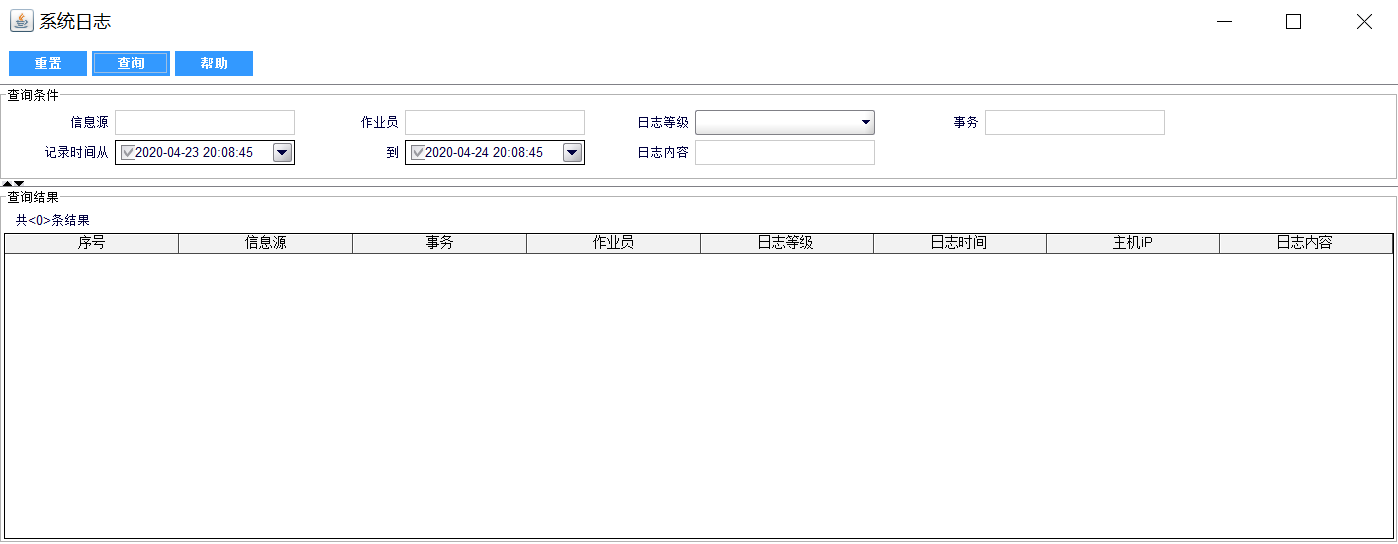 系统日志
重置 查询 帮助
查询条件
信息源 作业员 日志等级 事务
记录时间从 2020-04-23 20:08:45 到 2020-04-24 20:08:45 日志内容
查询结果
共<0>条结果
序号 信息源 事务 作业员 日志等级 日志时间 主机iP 日志内容